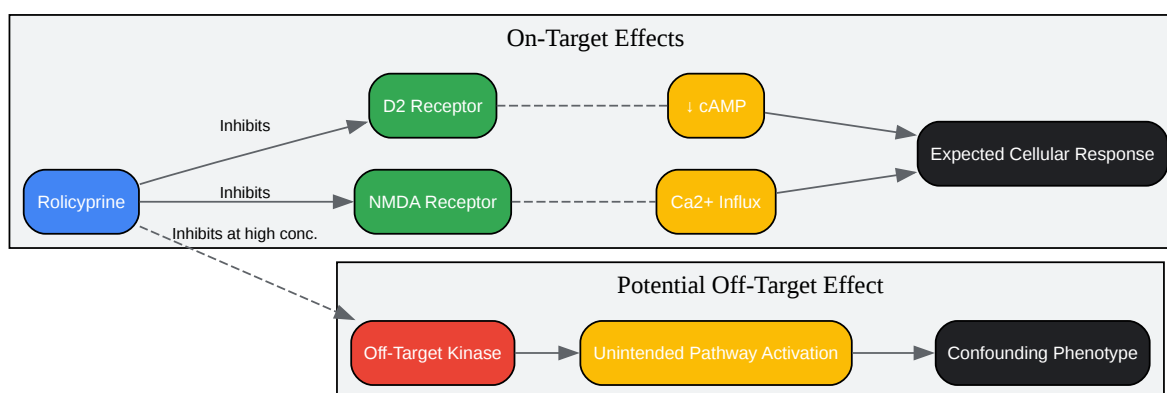 On-Target Effects
D2 Receptor
↓ cAMP
Inhibits
Expected Cellular Response
Rolicyprine
Inhibits
NMDA Receptor
Ca2+ Influx
Inhibits at high conc.
Potential Off-Target Effect
Off-Target Kinase
Unintended Pathway Activation
Confounding Phenotype